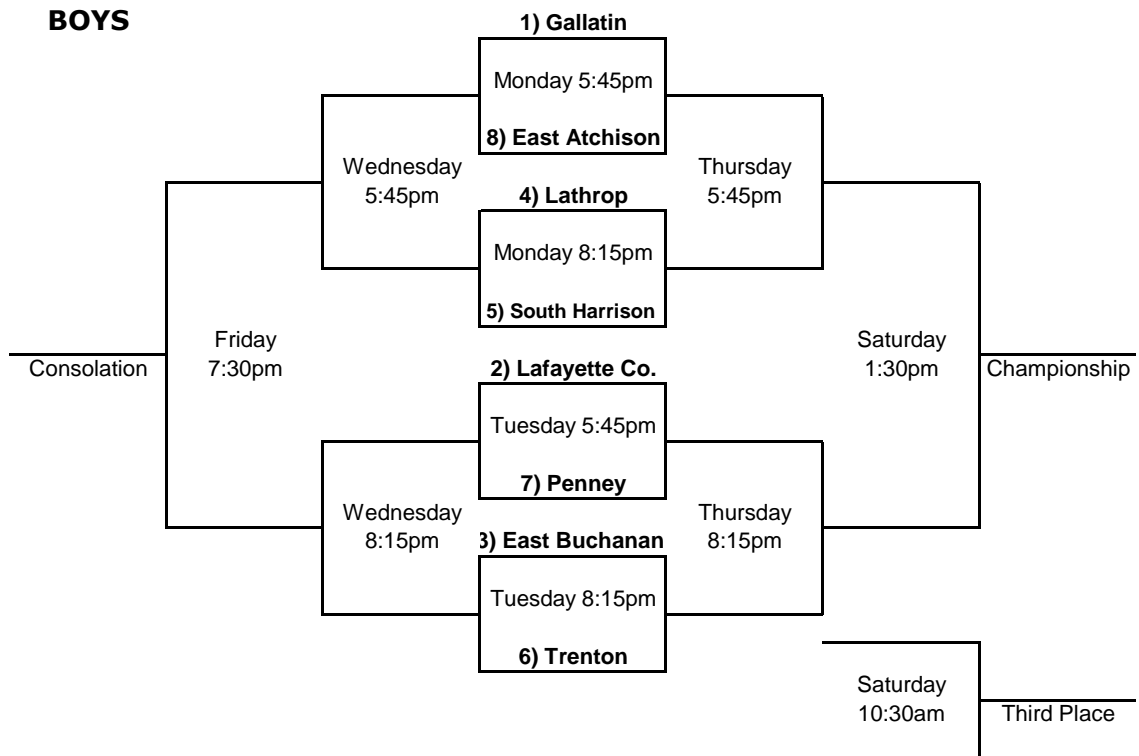 BOYS
1) Gallatin
Monday 5:45pm
8) East Atchison
Wednesday
5:45pm
Thursday
5:45pm
4) Lathrop
Monday 8:15pm
5) South Harrison
Friday
7:30pm
Saturday
1:30pm
Consolation
Championship
2) Lafayette Co.
Tuesday 5:45pm
7) Penney
Wednesday
8:15pm
Thursday
8:15pm
3) East Buchanan
Tuesday 8:15pm
6) Trenton
Saturday
10:30am
Third Place